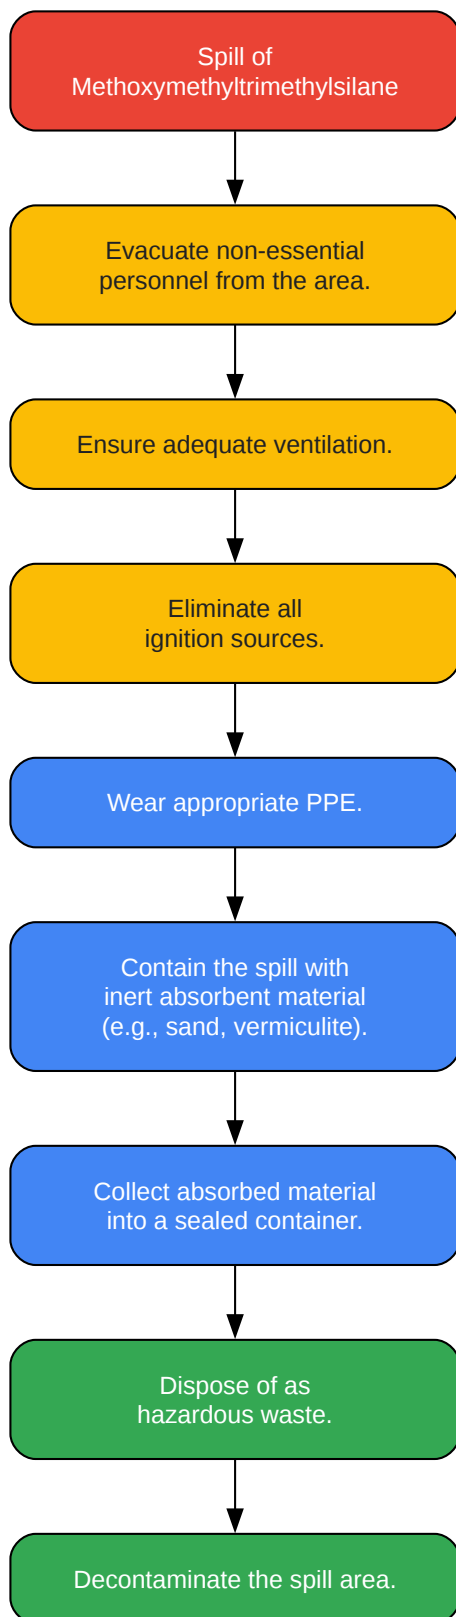 Spill of
Methoxymethyltrimethylsilane
Evacuate non-essential
personnel from the area.
Ensure adequate ventilation.
Eliminate all
ignition sources.
Wear appropriate PPE.
Contain the spill with
inert absorbent material
(e.g., sand, vermiculite).
Collect absorbed material
into a sealed container.
Dispose of as
hazardous waste.
Decontaminate the spill area.